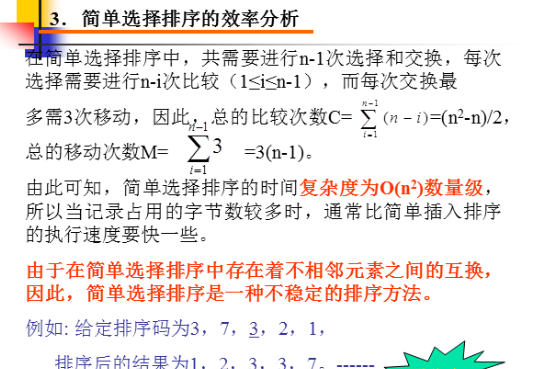 3．简单选择排序的效率分析
在简单选择排序中，共需要进行n-1次选择和交换，每次
选择需要进行n-i次比较（1≤i≤n-1），而每次交换最
多需3次移动，因此，总的比较次数C= ∑_{i=1}^{n−1} (n − i)=(n²-n)/2，
总的移动次数M= ∑_{i=1}^{n−1} 3 =3(n-1)。
由此可知，简单选择排序的时间复杂度为O(n²)数量级，
所以当记录占用的字节数较多时，通常比简单插入排序
的执行速度要快一些。
由于在简单选择排序中存在着不相邻元素之间的互换，
因此，简单选择排序是一种不稳定的排序方法。
例如: 给定排序码为3，7，3，2，1，
排序后的结果为1，2，3，3，7。------